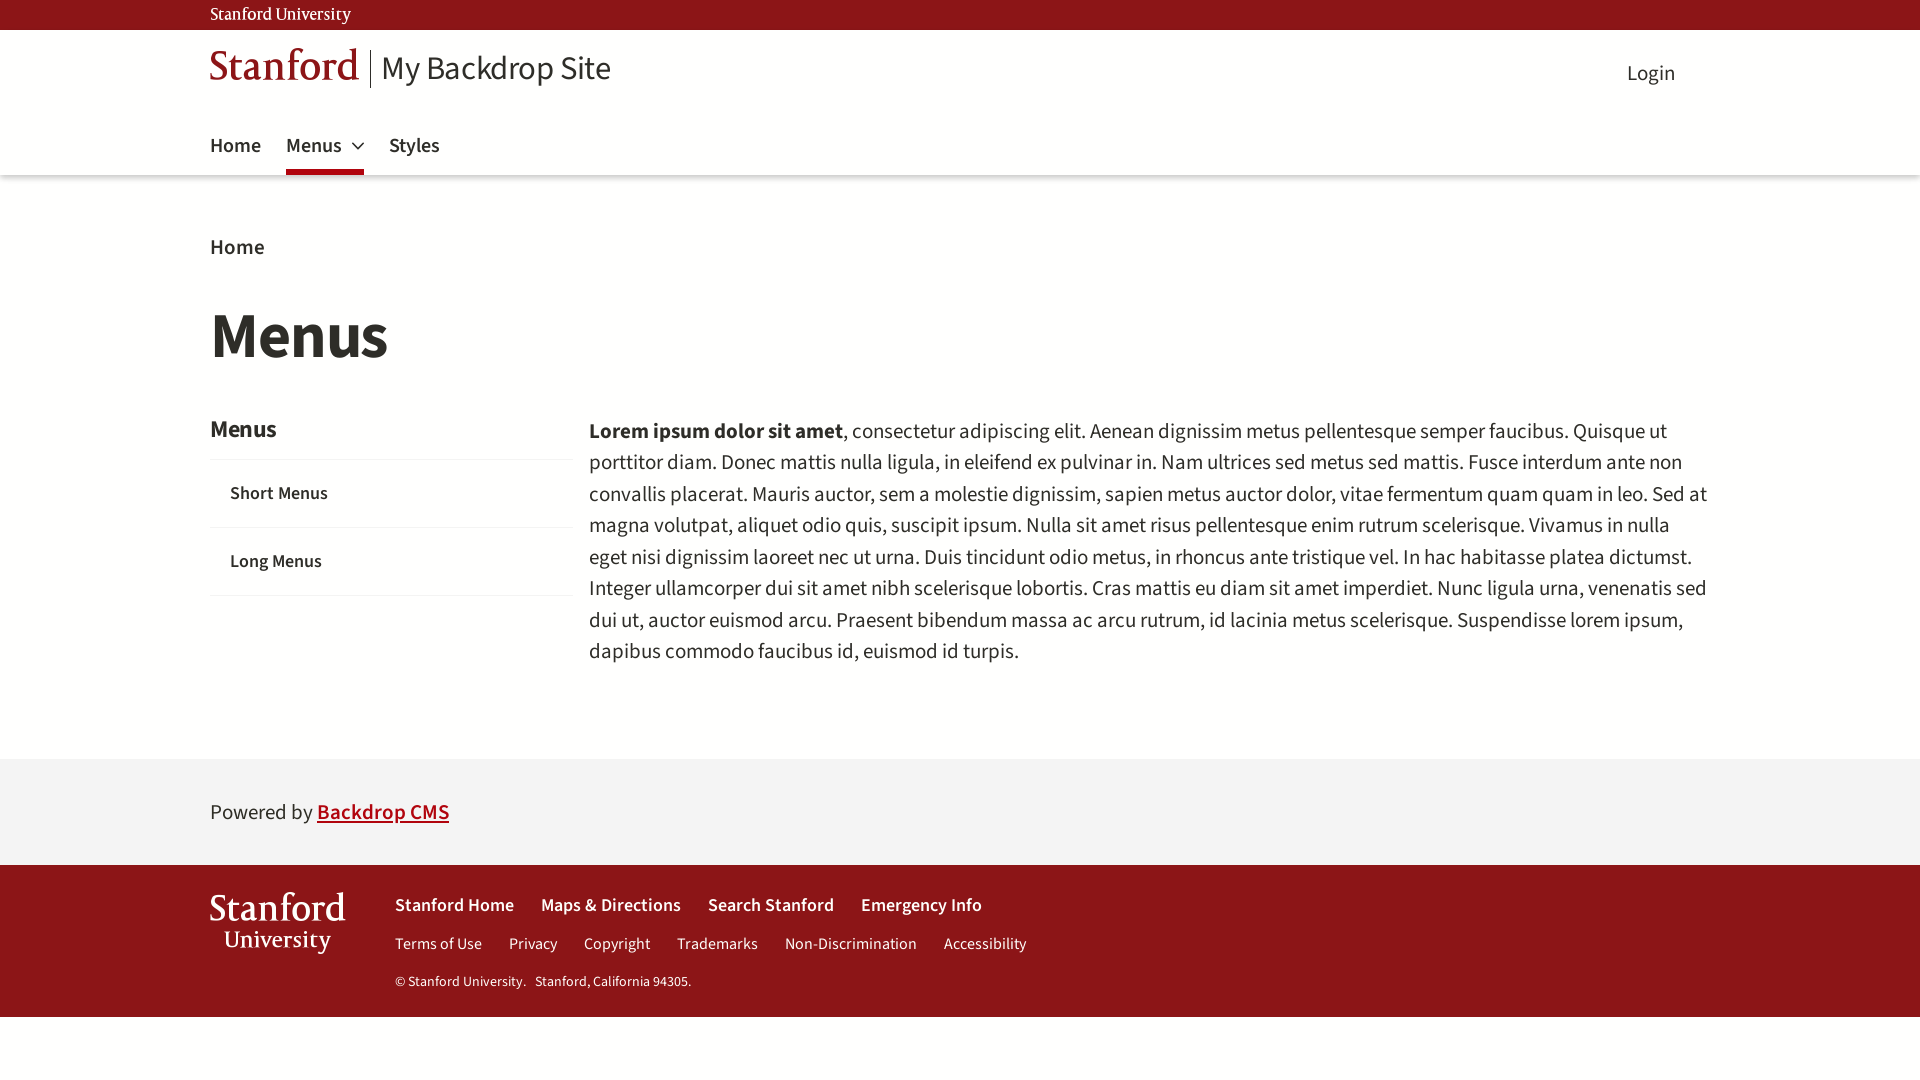 Stanford University
Stanford My Backdrop Site
Login
Home Menus Styles
Home
Menus
Menus
Short Menus
Long Menus
Lorem ipsum dolor sit amet, consectetur adipiscing elit. Aenean dignissim metus pellentesque semper faucibus. Quisque ut
porttitor diam. Donec mattis nulla ligula, in eleifend ex pulvinar in. Nam ultrices sed metus sed mattis. Fusce interdum ante non
convallis placerat. Mauris auctor, sem a molestie dignissim, sapien metus auctor dolor, vitae fermentum quam quam in leo. Sed at
magna volutpat, aliquet odio quis, suscipit ipsum. Nulla sit amet risus pellentesque enim rutrum scelerisque. Vivamus in nulla
eget nisi dignissim laoreet nec ut urna. Duis tincidunt odio metus, in rhoncus ante tristique vel. In hac habitasse platea dictumst.
Integer ullamcorper dui sit amet nibh scelerisque lobortis. Cras mattis eu diam sit amet imperdiet. Nunc ligula urna, venenatis sed
dui ut, auctor euismod arcu. Praesent bibendum massa ac arcu rutrum, id lacinia metus scelerisque. Suspendisse lorem ipsum,
dapibus commodo faucibus id, euismod id turpis.
Powered by Backdrop CMS
Stanford
University
Stanford Home Maps & Directions Search Stanford Emergency Info
Terms of Use Privacy Copyright Trademarks Non-Discrimination Accessibility
© Stanford University. Stanford, California 94305.